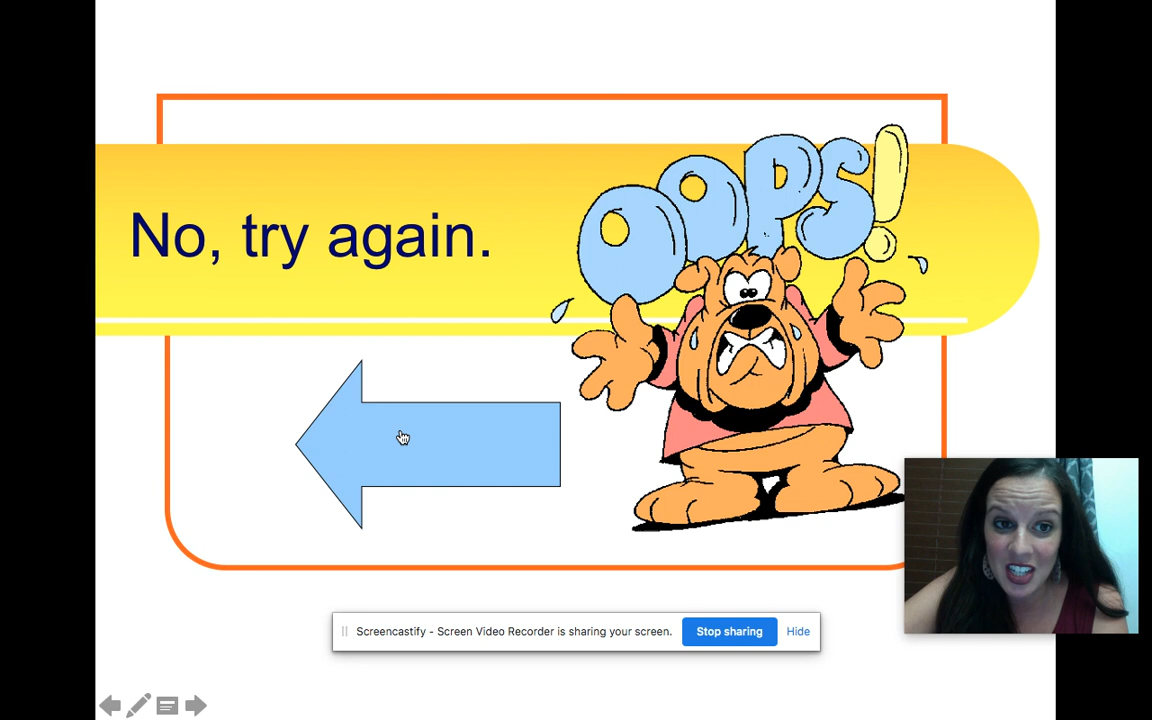 OOPS!
No, try again.
Screencastify - Screen Video Recorder is sharing your screen. Stop sharing Hide